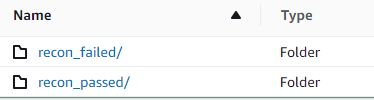 Name Type
recon_failed/ Folder
recon_passed/ Folder